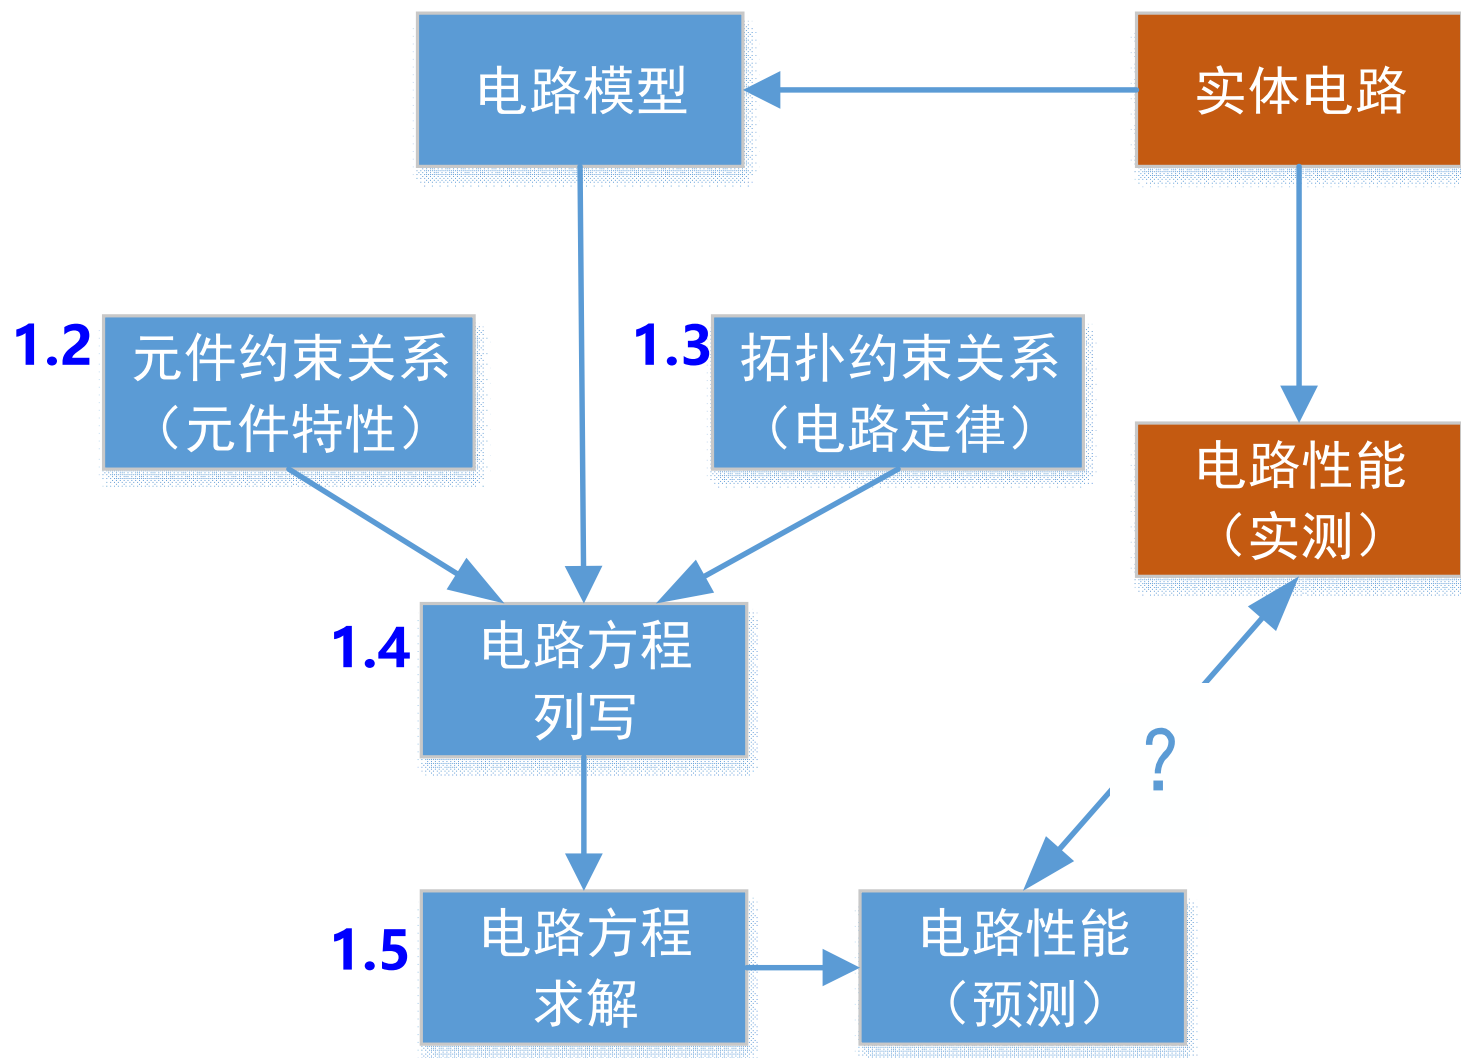 电路模型
实体电路
1.2
元件约束关系
（元件特性）
1.3
拓扑约束关系
（电路定律）
电路性能
（实测）
1.4
电路方程
列写
?
1.5
电路方程
求解
电路性能
（预测）